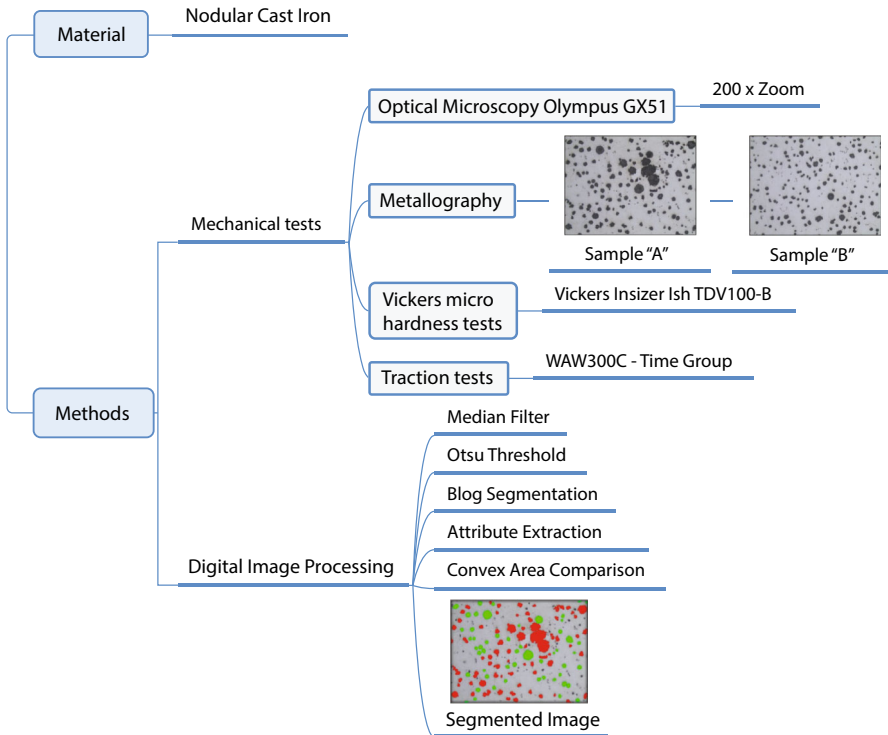 Material
Nodular Cast Iron
Methods
Mechanical tests
Optical Microscopy Olympus GX51
200 x Zoom
Metallography
Sample “A”
Sample “B”
Vickers micro
hardness tests
Vickers Insizer Ish TDV100-B
Traction tests
WAW300C - Time Group
Digital Image Processing
Median Filter
Otsu Threshold
Blog Segmentation
Attribute Extraction
Convex Area Comparison
Segmented Image